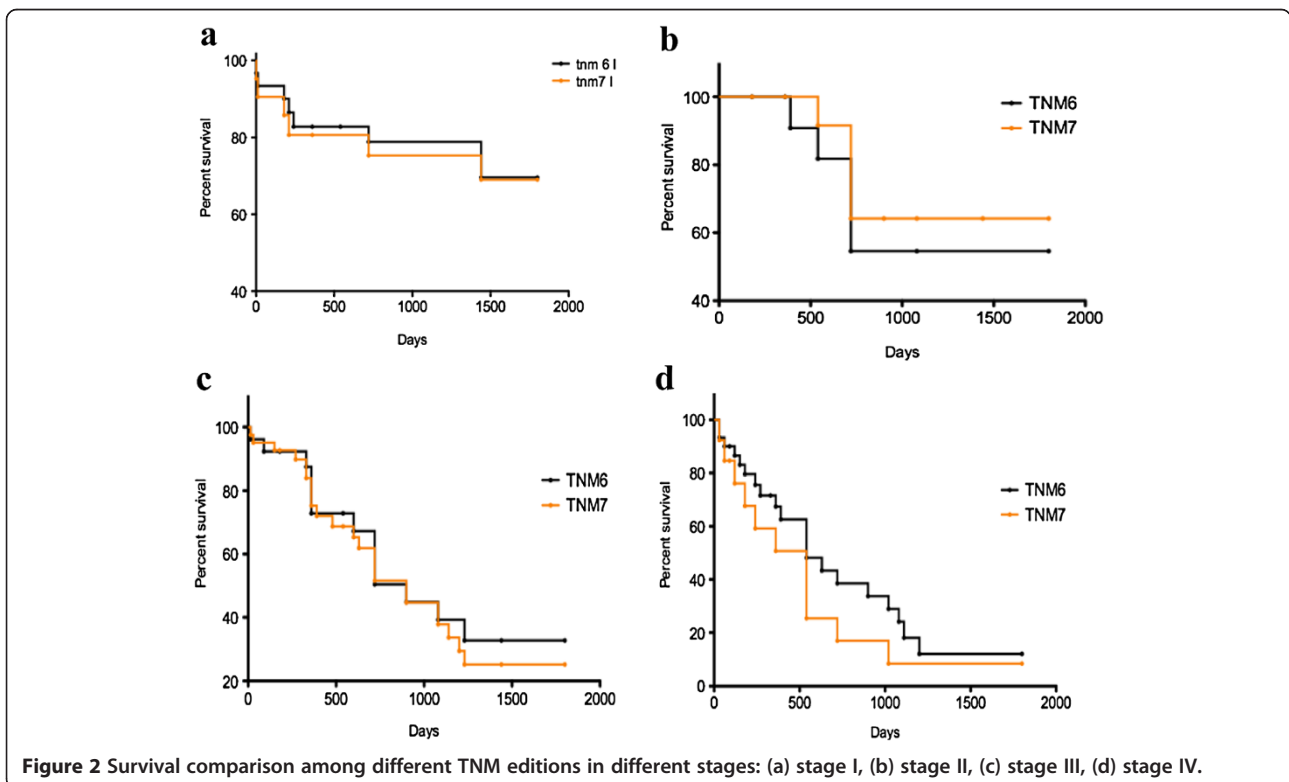 a
100
80
60
40
Percent survival
0
500
1000
1500
2000
Days
tnm 6 I
tnm7 I
b
100
80
60
40
Percent survival
0
500
1000
1500
2000
Days
TNM6
TNM7
c
100
80
60
40
20
Percent survival
0
500
1000
1500
2000
Days
TNM6
TNM7
d
100
80
60
40
20
0
Percent survival
0
500
1000
1500
2000
Days
TNM6
TNM7
Figure 2 Survival comparison among different TNM editions in different stages: (a) stage I, (b) stage II, (c) stage III, (d) stage IV.